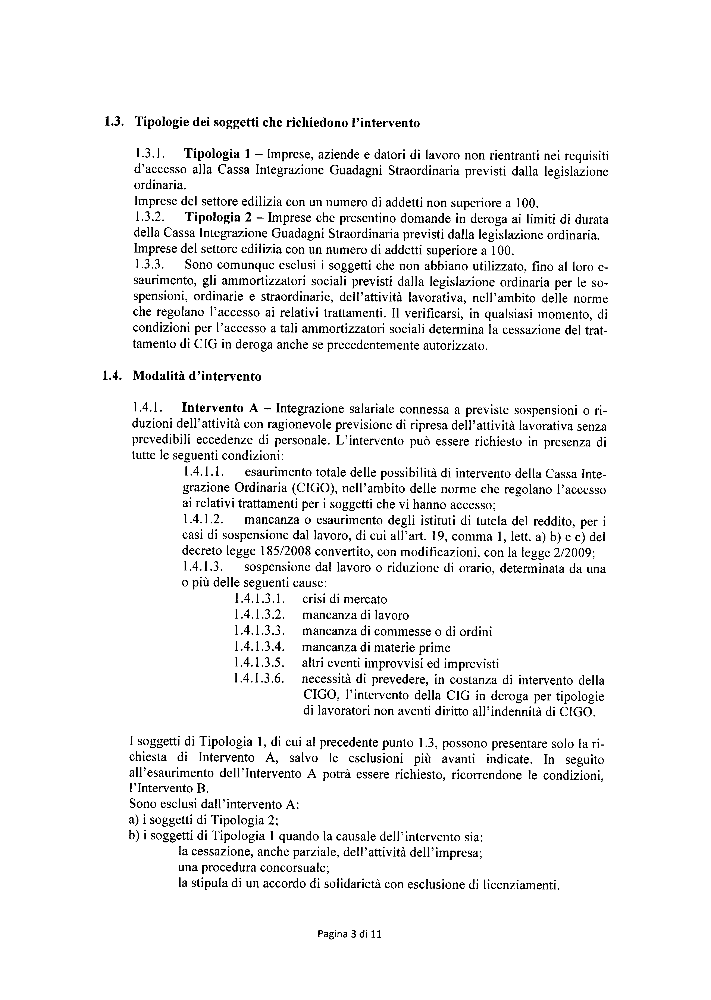 1.3. Tipologie dei soggetti che richiedono l'intervento
1.3.1. Tipologia 1 – Imprese, aziende e datori di lavoro non rientranti nei requisiti
d'accesso alla Cassa Integrazione Guadagni Straordinaria previsti dalla legislazione
ordinaria.
Imprese del settore edilizia con un numero di addetti non superiore a 100.
1.3.2. Tipologia 2 – Imprese che presentino domande in deroga ai limiti di durata
della Cassa Integrazione Guadagni Straordinaria previsti dalla legislazione ordinaria.
Imprese del settore edilizia con un numero di addetti superiore a 100.
1.3.3. Sono comunque esclusi i soggetti che non abbiano utilizzato, fino al loro e-
saurimento, gli ammortizzatori sociali previsti dalla legislazione ordinaria per le so-
spensioni, ordinarie e straordinarie, dell'attività lavorativa, nell'ambito delle norme
che regolano l'accesso ai relativi trattamenti. Il verificarsi, in qualsiasi momento, di
condizioni per l'accesso a tali ammortizzatori sociali determina la cessazione del trat-
tamento di CIG in deroga anche se precedentemente autorizzato.
1.4. Modalità d'intervento
1.4.1. Intervento A – Integrazione salariale connessa a previste sospensioni o ri-
duzioni dell'attività con ragionevole previsione di ripresa dell'attività lavorativa senza
prevedibili eccedenze di personale. L'intervento può essere richiesto in presenza di
tutte le seguenti condizioni:
1.4.1.1. esaurimento totale delle possibilità di intervento della Cassa Inte-
grazione Ordinaria (CIGO), nell'ambito delle norme che regolano l'accesso
ai relativi trattamenti per i soggetti che vi hanno accesso;
1.4.1.2. mancanza o esaurimento degli istituti di tutela del reddito, per i
casi di sospensione dal lavoro, di cui all'art. 19, comma 1, lett. a) b) e c) del
decreto legge 185/2008 convertito, con modificazioni, con la legge 2/2009;
1.4.1.3. sospensione dal lavoro o riduzione di orario, determinata da una
o più delle seguenti cause:
1.4.1.3.1. crisi di mercato
1.4.1.3.2. mancanza di lavoro
1.4.1.3.3. mancanza di commesse o di ordini
1.4.1.3.4. mancanza di materie prime
1.4.1.3.5. altri eventi improvvisi ed imprevisti
1.4.1.3.6. necessità di prevedere, in costanza di intervento della
CIGO, l'intervento della CIG in deroga per tipologie
di lavoratori non aventi diritto all'indennità di CIGO.
I soggetti di Tipologia 1, di cui al precedente punto 1.3, possono presentare solo la ri-
chiesta di Intervento A, salvo le esclusioni più avanti indicate. In seguito
all'esaurimento dell'Intervento A potrà essere richiesto, ricorrendone le condizioni,
l'Intervento B.
Sono esclusi dall'intervento A:
a) i soggetti di Tipologia 2;
b) i soggetti di Tipologia 1 quando la causale dell'intervento sia:
la cessazione, anche parziale, dell'attività dell'impresa;
una procedura concorsuale;
la stipula di un accordo di solidarietà con esclusione di licenziamenti.
Pagina 3 di 11